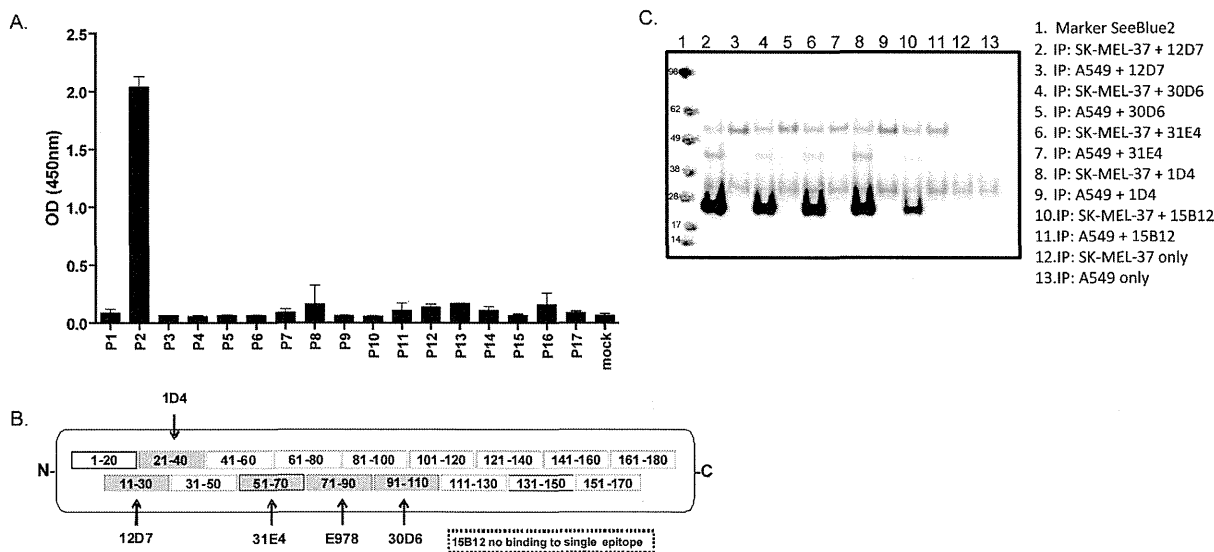 A.
2.5
2.0
1.5
1.0
0.5
0.0
OD (450nm)
P1
P2
P3
P4
P5
P6
P7
P8
P9
P10
P11
P12
P13
P14
P15
P16
P17
mock
B.
1D4
N-
1-20
21-40
41-60
61-80
81-100
101-120
121-140
141-160
161-180
-C
11-30
31-50
51-70
71-90
91-110
111-130
131-150
151-170
12D7
31E4
E978
30D6
15B12 no binding to single epitope
C.
1 2 3 4 5 6 7 8 9 10 11 12 13
98
62
49
38
28
17
14
1. Marker SeeBlue2
2. IP: SK-MEL-37 + 12D7
3. IP: A549 + 12D7
4. IP: SK-MEL-37 + 30D6
5. IP: A549 + 30D6
6. IP: SK-MEL-37 + 31E4
7. IP: A549 + 31E4
8. IP: SK-MEL-37 + 1D4
9. IP: A549 + 1D4
10.IP: SK-MEL-37 + 15B12
11.IP: A549 + 15B12
12.IP: SK-MEL-37 only
13.IP: A549 only